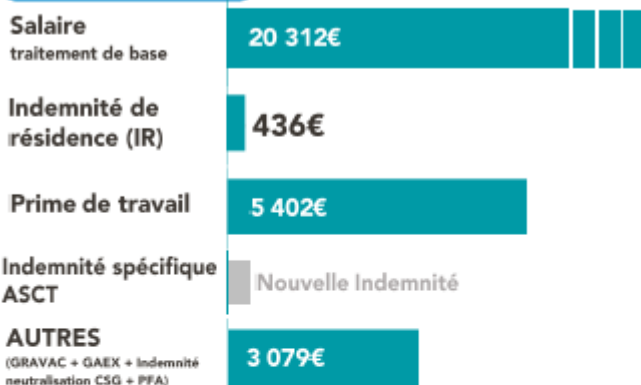 Salaire
traitement de base
20 312€
Indemnité de
résidence (IR)
436€
Prime de travail
5 402€
Indemnité spécifique
ASCT
Nouvelle Indemnité
AUTRES
(GRAVAC + GAEX + Indemnité
neutralisation CSG + PFA)
3 079€